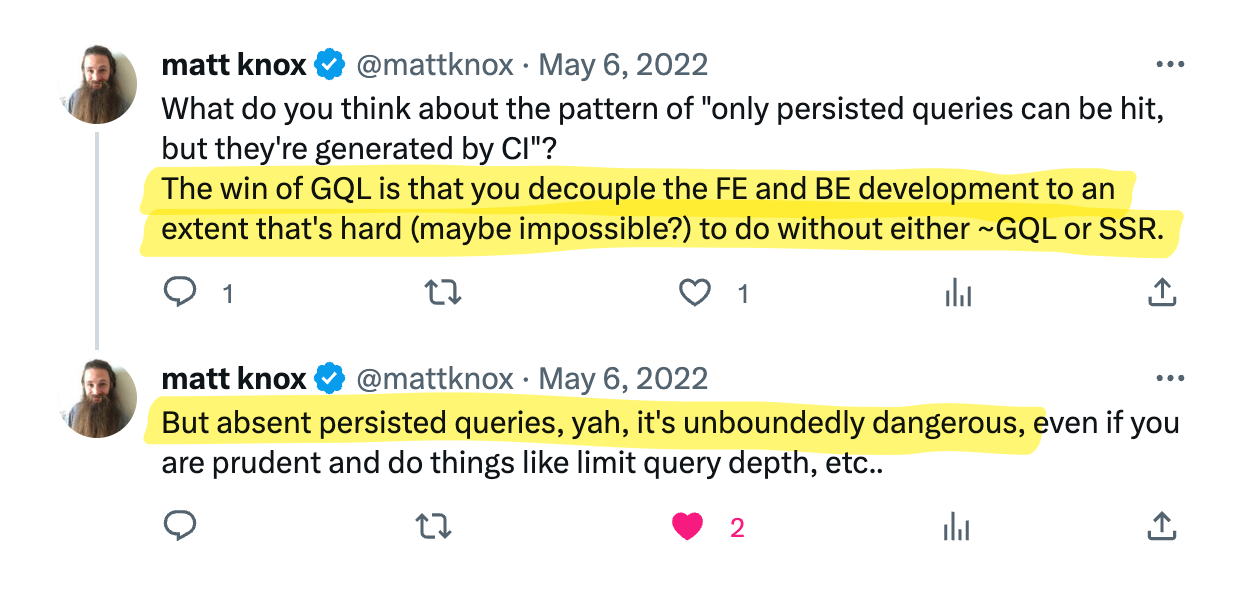 matt knox @mattknox · May 6, 2022
What do you think about the pattern of "only persisted queries can be hit,
but they're generated by CI"?
The win of GQL is that you decouple the FE and BE development to an
extent that's hard (maybe impossible?) to do without either ~GQL or SSR.
1 1
matt knox @mattknox · May 6, 2022
But absent persisted queries, yah, it's unboundedly dangerous, even if you
are prudent and do things like limit query depth, etc..
2